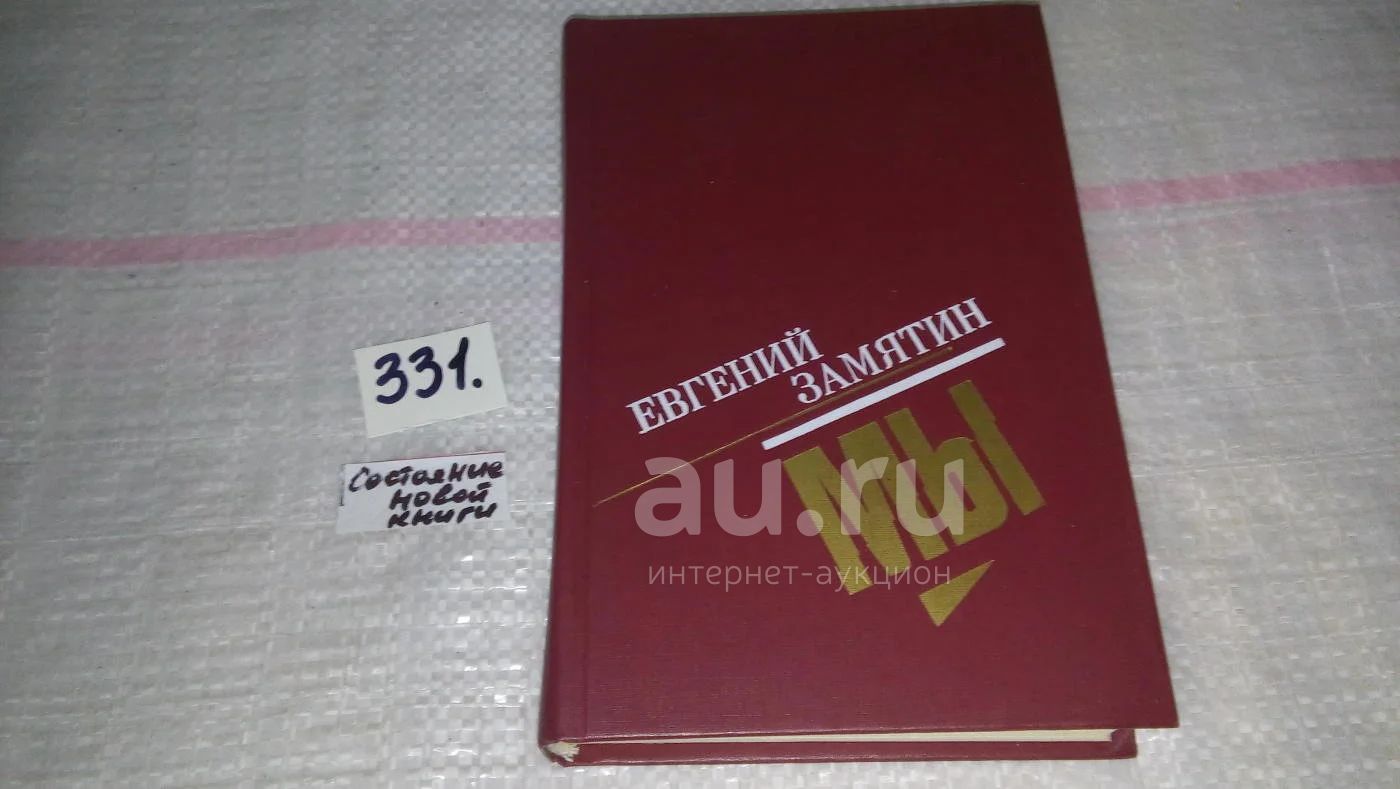 ЕВГЕНИЙ
ЗАМЯТИН
МЫ
331.
Состояние
новой
книги
au.ru
интернет-аукцион